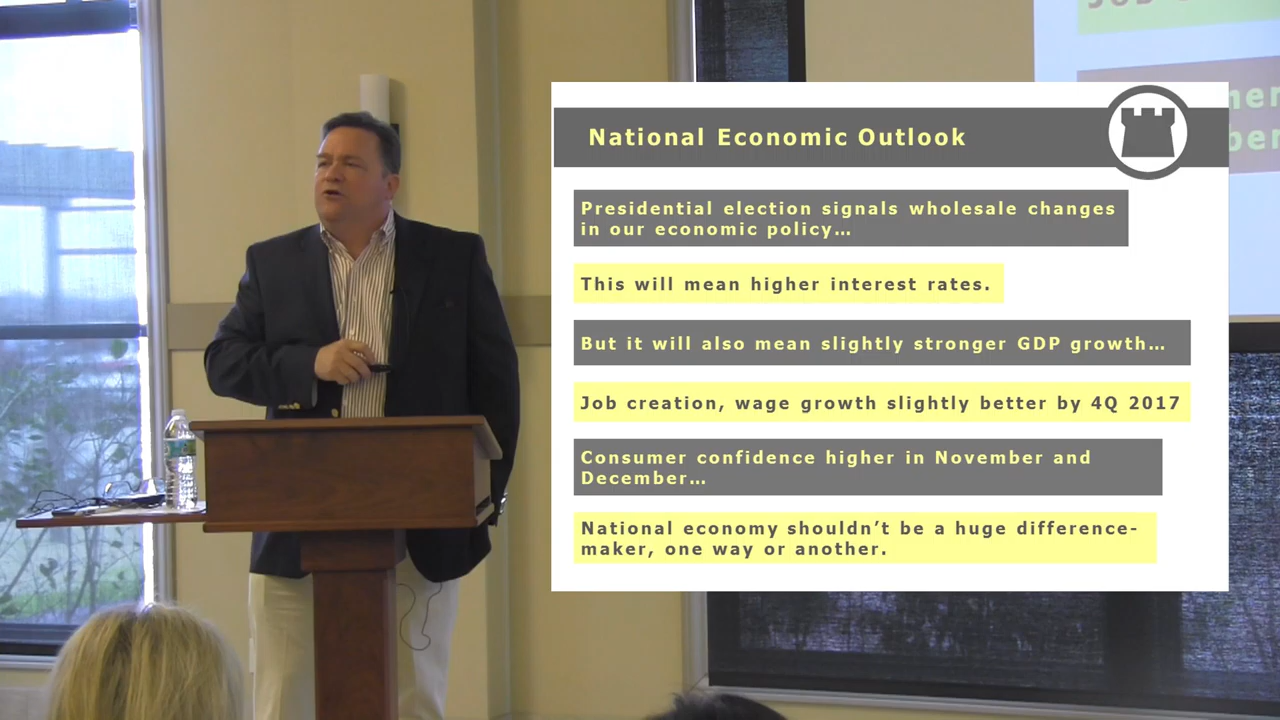 National Economic Outlook
Presidential election signals wholesale changes
in our economic policy…
This will mean higher interest rates.
But it will also mean slightly stronger GDP growth…
Job creation, wage growth slightly better by 4Q 2017
Consumer confidence higher in November and
December…
National economy shouldn’t be a huge difference-
maker, one way or another.